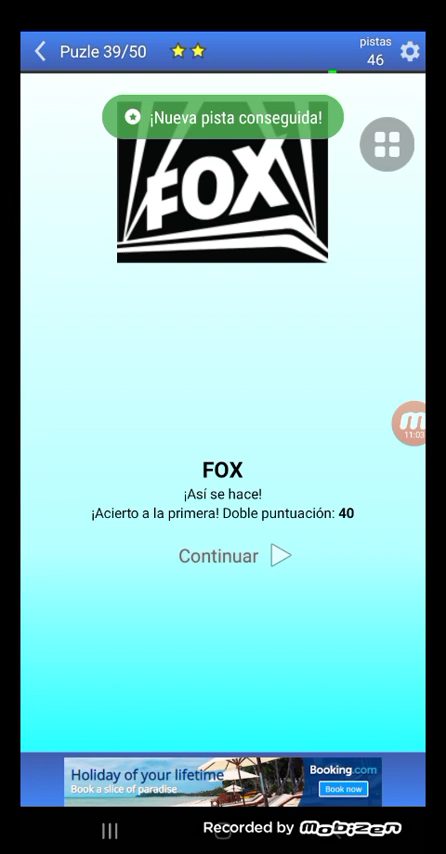 Puzle 39/50
pistas
46
¡Nueva pista conseguida!
FOX
11:03
FOX
¡Así se hace!
¡Acierto a la primera! Doble puntuación: 40
Continuar
Holiday of your lifetime
Book a slice of paradise
Booking.com
Book now
Recorded by mobizen